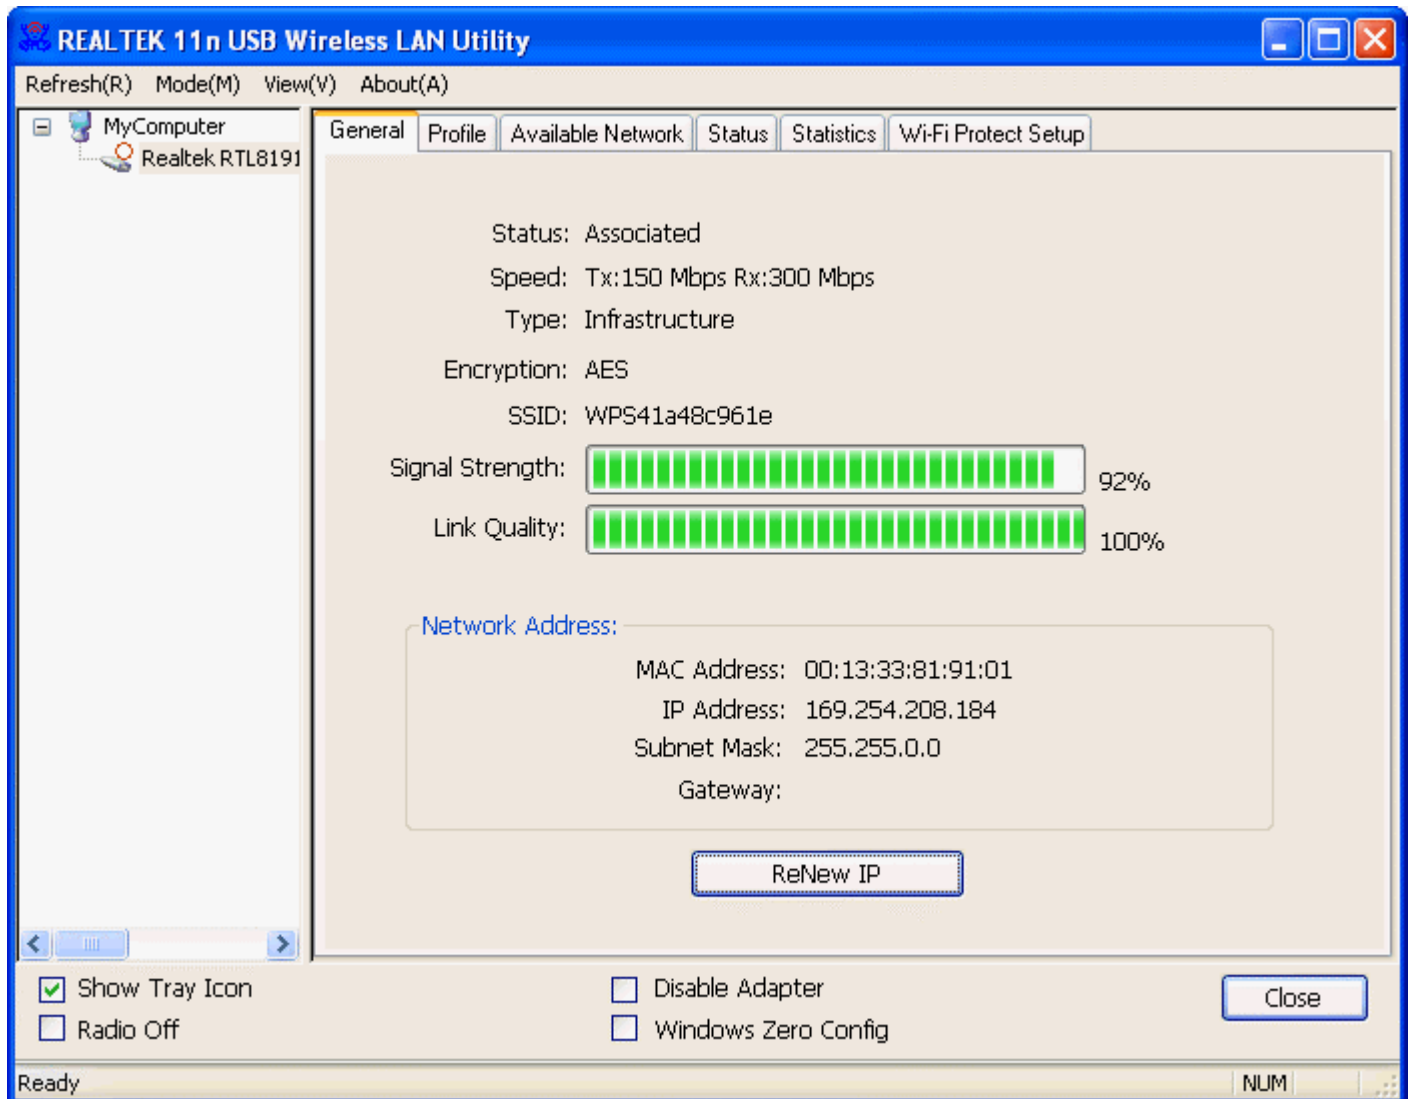 REALTEK 11n USB Wireless LAN Utility
Refresh(R) Mode(M) View(V) About(A)
MyComputer
Realtek RTL8191
General Profile Available Network Status Statistics Wi-Fi Protect Setup
Status: Associated
Speed: Tx:150 Mbps Rx:300 Mbps
Type: Infrastructure
Encryption: AES
SSID: WPS41a48c961e
Signal Strength: 92%
Link Quality: 100%
Network Address:
MAC Address: 00:13:33:81:91:01
IP Address: 169.254.208.184
Subnet Mask: 255.255.0.0
Gateway:
ReNew IP
Show Tray Icon Disable Adapter Close
Radio Off Windows Zero Config
Ready NUM